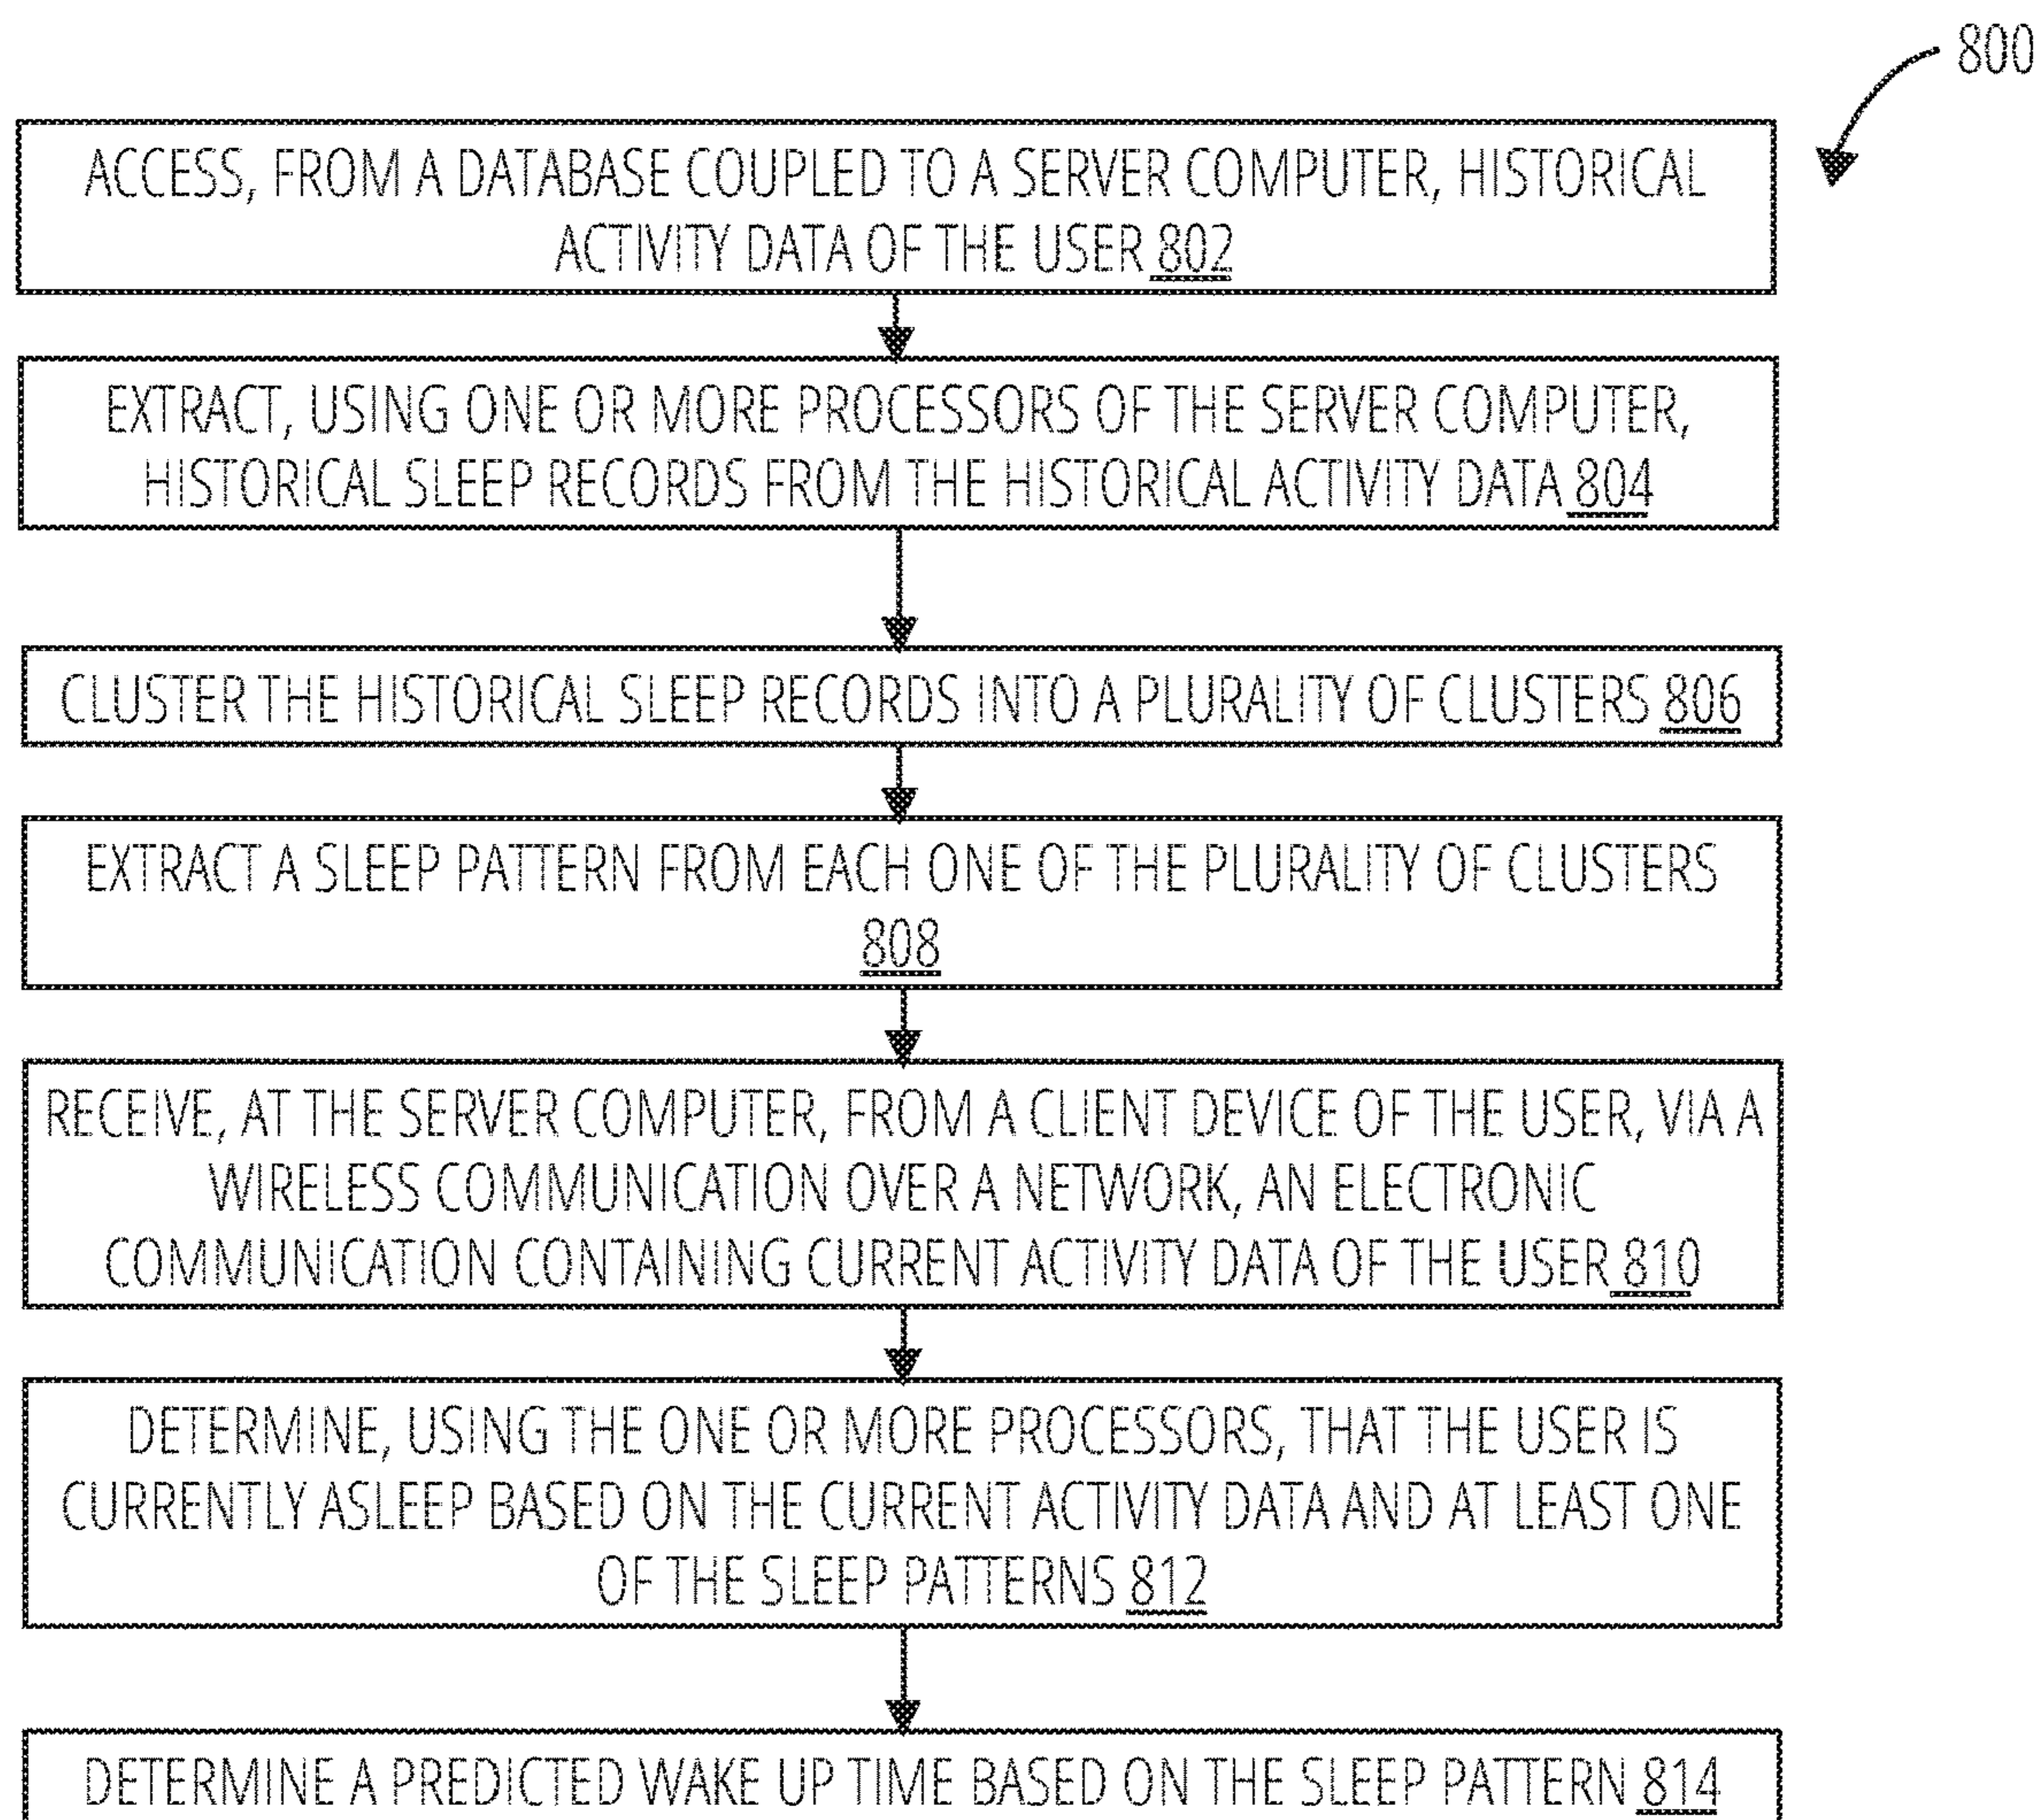 800
ACCESS, FROM A DATABASE COUPLED TO A SERVER COMPUTER, HISTORICAL
ACTIVITY DATA OF THE USER 802
EXTRACT, USING ONE OR MORE PROCESSORS OF THE SERVER COMPUTER,
HISTORICAL SLEEP RECORDS FROM THE HISTORICAL ACTIVITY DATA 804
CLUSTER THE HISTORICAL SLEEP RECORDS INTO A PLURALITY OF CLUSTERS 806
EXTRACT A SLEEP PATTERN FROM EACH ONE OF THE PLURALITY OF CLUSTERS
808
RECEIVE, AT THE SERVER COMPUTER, FROM A CLIENT DEVICE OF THE USER, VIA A
WIRELESS COMMUNICATION OVER A NETWORK, AN ELECTRONIC
COMMUNICATION CONTAINING CURRENT ACTIVITY DATA OF THE USER 810
DETERMINE, USING THE ONE OR MORE PROCESSORS, THAT THE USER IS
CURRENTLY ASLEEP BASED ON THE CURRENT ACTIVITY DATA AND AT LEAST ONE
OF THE SLEEP PATTERNS 812
DETERMINE A PREDICTED WAKE UP TIME BASED ON THE SLEEP PATTERN 814